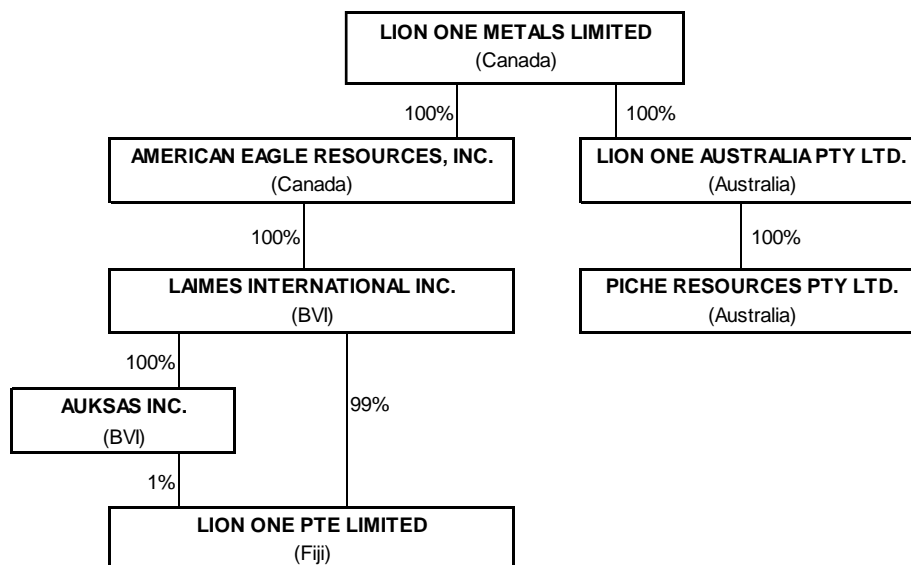 LION ONE METALS LIMITED
(Canada)
100%
100%
AMERICAN EAGLE RESOURCES, INC.
(Canada)
LION ONE AUSTRALIA PTY LTD.
(Australia)
100%
100%
LAIMES INTERNATIONAL INC.
(BVI)
PICHE RESOURCES PTY LTD.
(Australia)
100%
99%
AUKSAS INC.
(BVI)
1%
LION ONE PTE LIMITED
(Fiji)